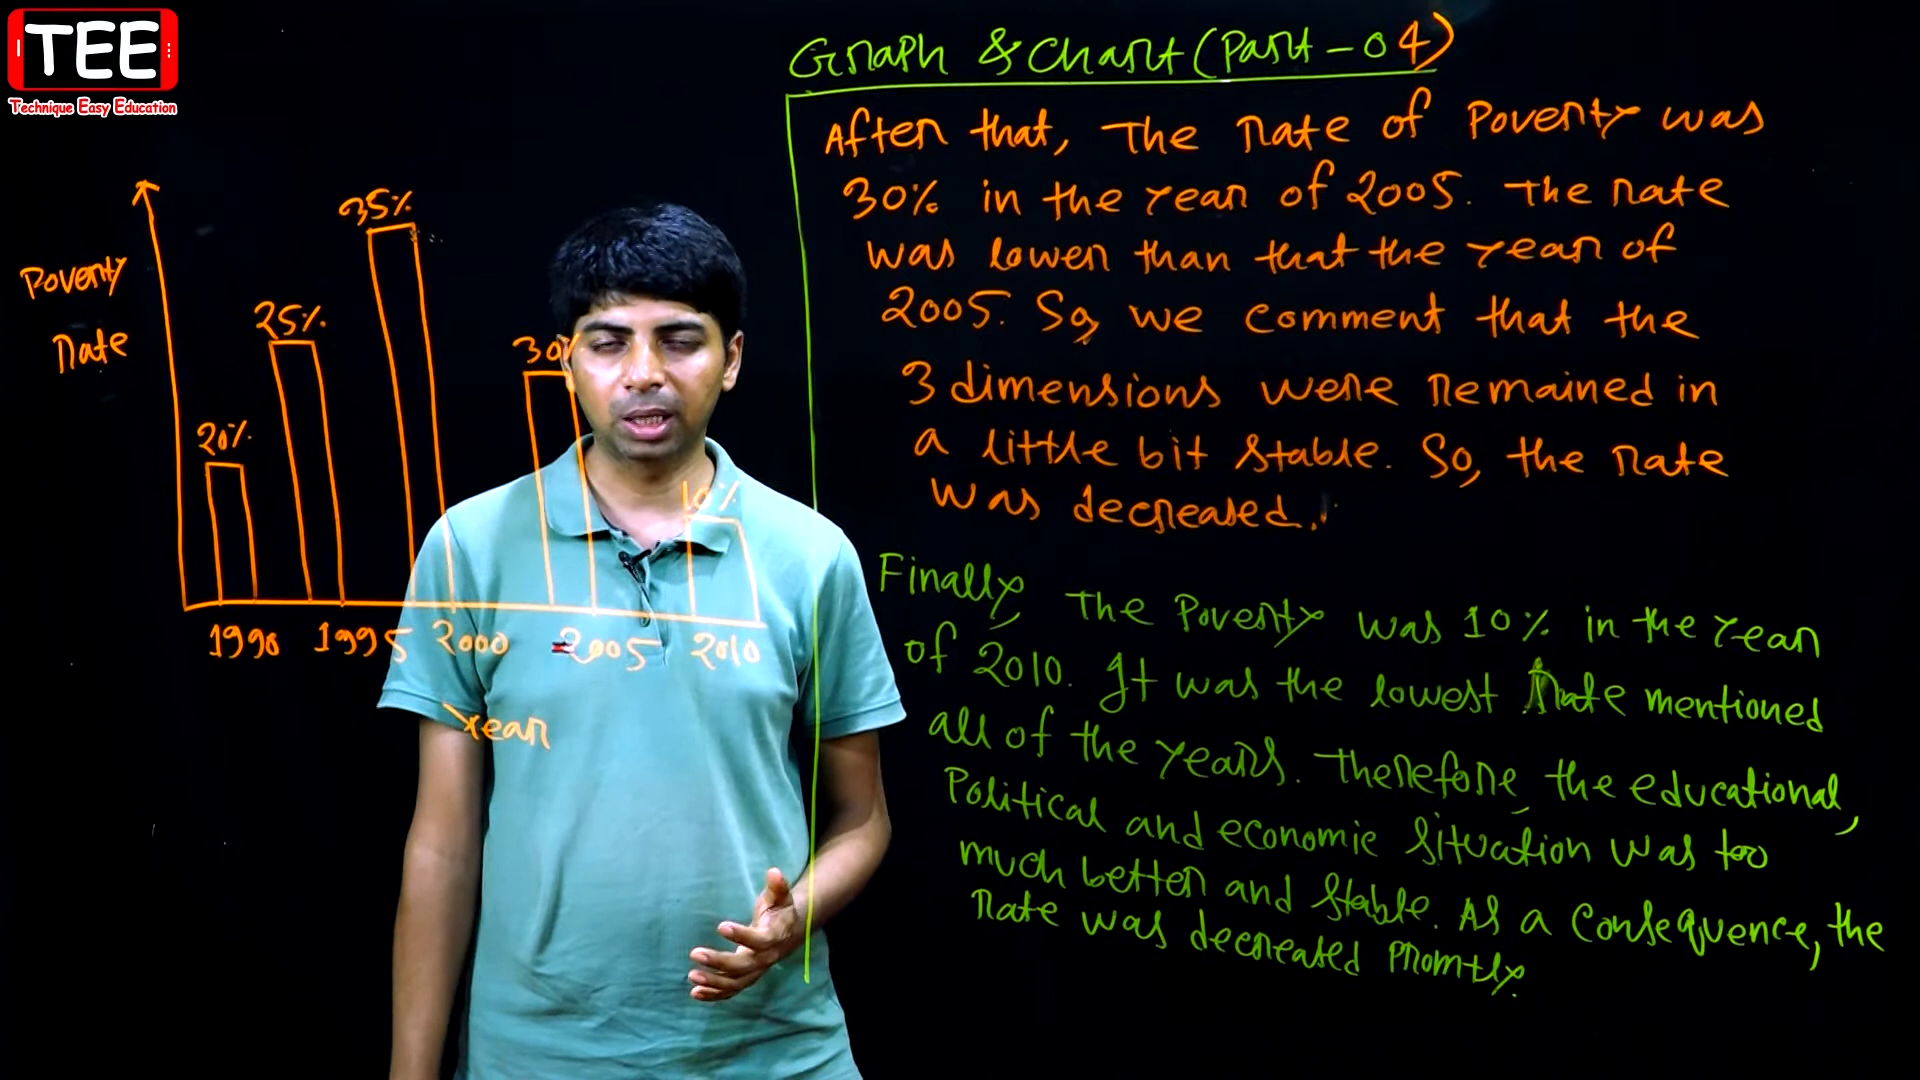 TEE
Technique Easy Education
Graph & Chart (Part-04)
After that, The rate of Poverty was
30% in the year of 2005. The rate
was lower than that the year of
2005. So, we comment that the
3 dimensions were remained in
a little bit stable. So, the rate
was decreased.
Finally, The Poverty was 10% in the year
of 2010. It was the lowest rate mentioned
all of the years. Therefore, the educational,
Political and economic situation was too
much better and stable. As a consequence, the
rate was decreased promtly.
Poverty
rate
20%
25%
35%
30%
10%
1990 1995 2000 2005 2010
Year